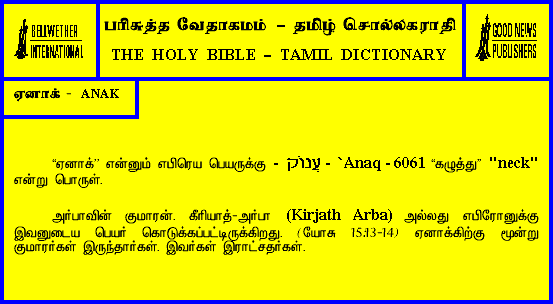 BELLWETHER
INTERNATIONAL
பரிசுத்த வேதாகமம் – தமிழ் சொல்லகராதி
THE HOLY BIBLE – TAMIL DICTIONARY
GOOD NEWS
PUBLISHERS
ஏனாக் - ANAK
“ஏனாக்” என்னும் எபிரெய பெயருக்கு - עֲנוֹק - `Anaq - 6061 “கழுத்து” "neck"
என்று பொருள்.
அர்பாவின் குமாரன். கீரியாத்-அர்பா (Kirjath Arba) அல்லது எபிரோனுக்கு
இவனுடைய பெயர் கொடுக்கப்பட்டிருக்கிறது. (யோசு 15:13-14) ஏனாக்கிற்கு மூன்று
குமாரர்கள் இருந்தார்கள். இவர்கள் இராட்சதர்கள்.